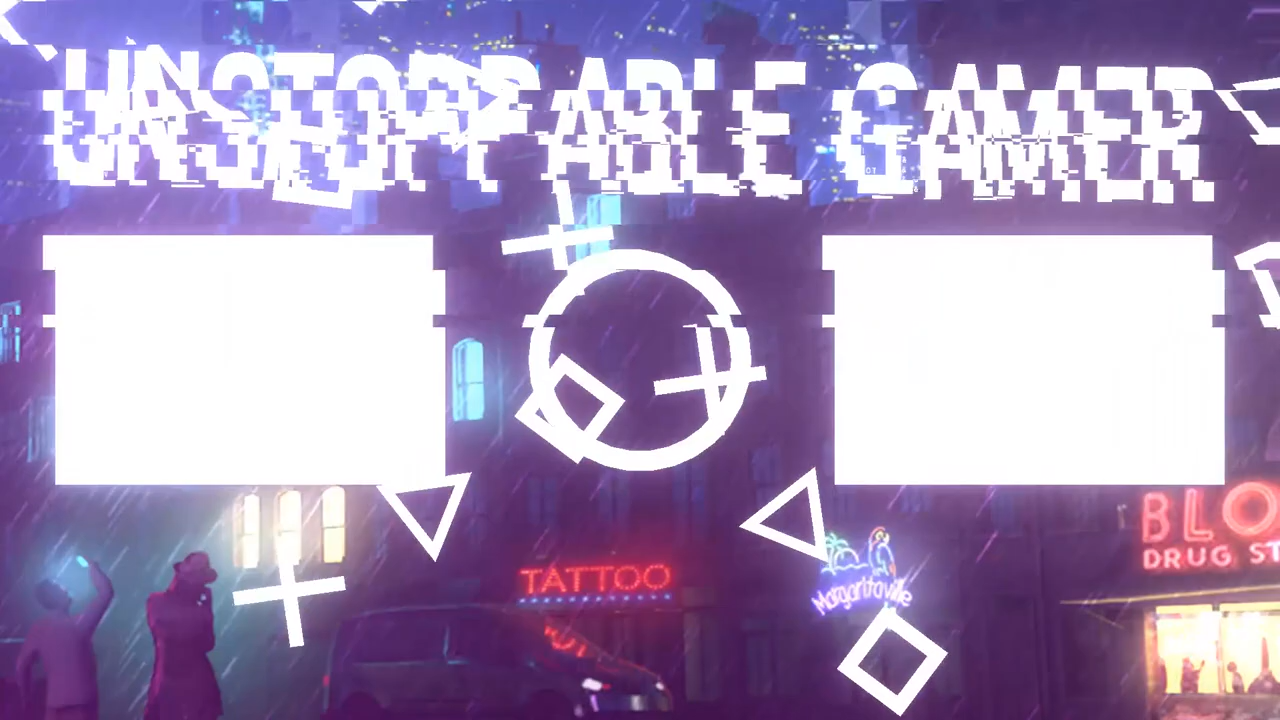 UNSTOPPABLE GAMER
TATTOO
Margaritaville
BLO
DRUG ST